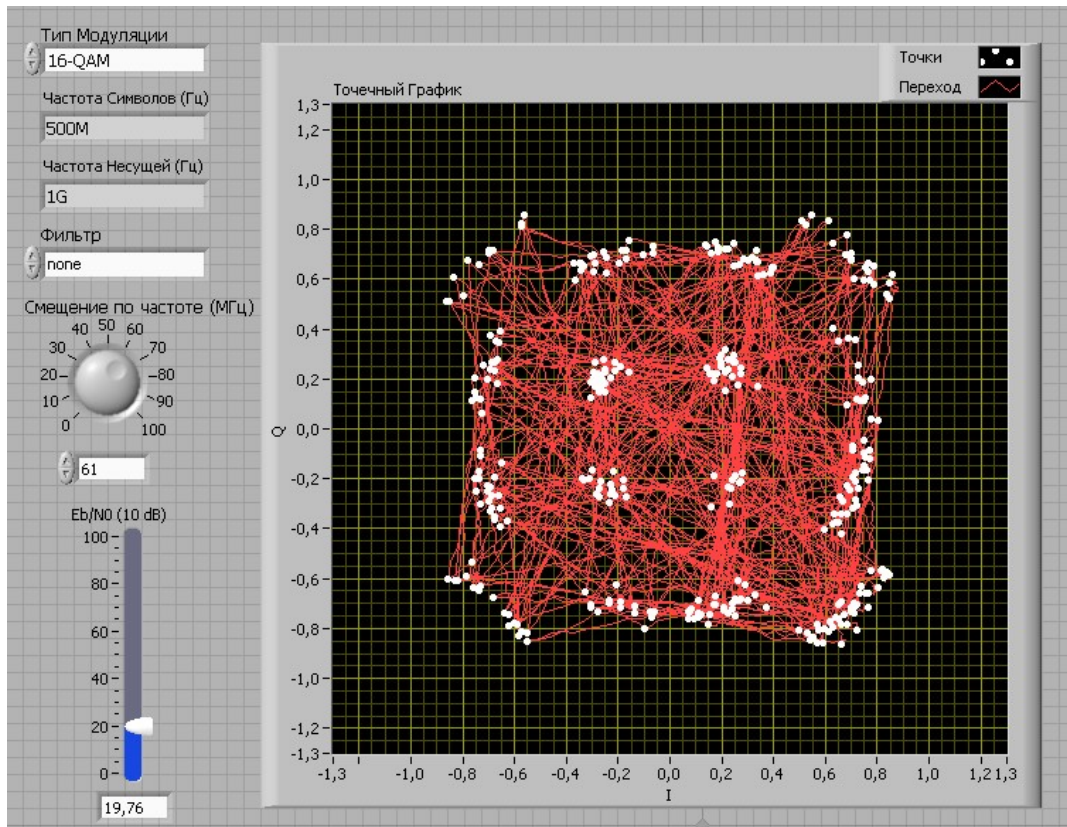 Тип Модуляции
16-QAM
Частота Символов (Гц)
500M
Частота Несущей (Гц)
1G
Фильтр
none
Смещение по частоте (МГц)
0 10 20 30 40 50 60 70 80 90 100
61
Eb/N0 (10 dB)
100
80
60
40
20
0
19,76
Точки
Переход
Точечный График
1,3
1,2
1,0
0,8
0,6
0,4
0,2
0,0
-0,2
-0,4
-0,6
-0,8
-1,0
-1,2
-1,3
Q
-1,3 -1,0 -0,8 -0,6 -0,4 -0,2 0,0 0,2 0,4 0,6 0,8 1,0 1,2 1,3
I